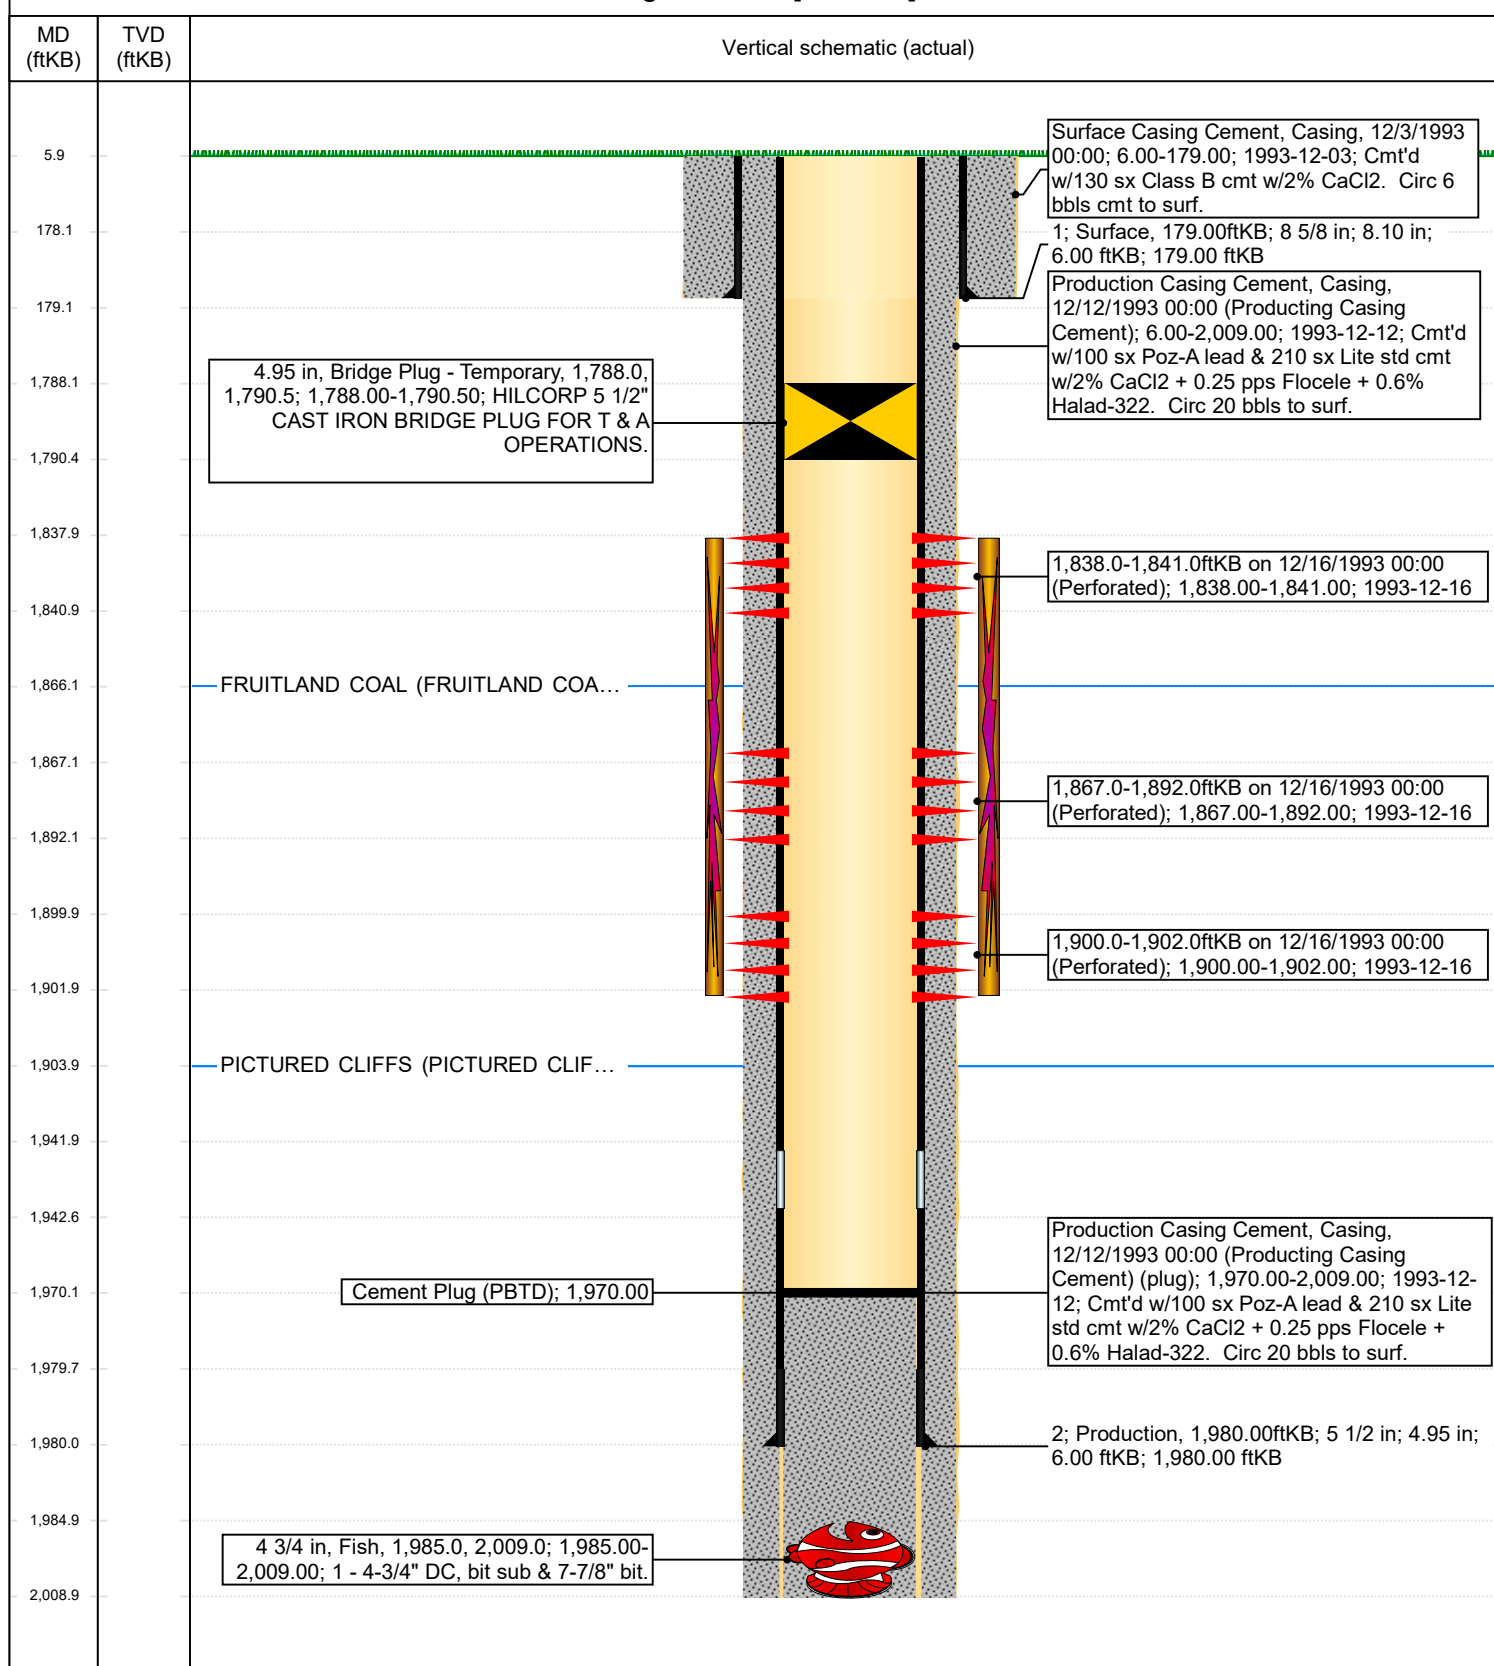 MD
(ftKB)
TVD
(ftKB)
Vertical schematic (actual)
5.9
178.1
179.1
1,788.1
1,790.4
1,837.9
1,840.9
1,866.1
1,867.1
1,892.1
1,899.9
1,901.9
1,903.9
1,941.9
1,942.6
1,970.1
1,979.7
1,980.0
1,984.9
2,008.9
Surface Casing Cement, Casing, 12/3/1993
00:00; 6.00-179.00; 1993-12-03; Cmt'd
w/130 sx Class B cmt w/2% CaCl2.  Circ 6
bbls cmt to surf.
1; Surface, 179.00ftKB; 8 5/8 in; 8.10 in;
6.00 ftKB; 179.00 ftKB
Production Casing Cement, Casing,
12/12/1993 00:00 (Producting Casing
Cement); 6.00-2,009.00; 1993-12-12; Cmt'd
w/100 sx Poz-A lead & 210 sx Lite std cmt
w/2% CaCl2 + 0.25 pps Flocele + 0.6%
Halad-322.  Circ 20 bbls to surf.
4.95 in, Bridge Plug - Temporary, 1,788.0,
1,790.5; 1,788.00-1,790.50; HILCORP 5 1/2"
CAST IRON BRIDGE PLUG FOR T & A
OPERATIONS.
1,838.0-1,841.0ftKB on 12/16/1993 00:00
(Perforated); 1,838.00-1,841.00; 1993-12-16
FRUITLAND COAL (FRUITLAND COA…
1,867.0-1,892.0ftKB on 12/16/1993 00:00
(Perforated); 1,867.00-1,892.00; 1993-12-16
1,900.0-1,902.0ftKB on 12/16/1993 00:00
(Perforated); 1,900.00-1,902.00; 1993-12-16
PICTURED CLIFFS (PICTURED CLIF…
Production Casing Cement, Casing,
12/12/1993 00:00 (Producting Casing
Cement) (plug); 1,970.00-2,009.00; 1993-12-
12; Cmt'd w/100 sx Poz-A lead & 210 sx Lite
std cmt w/2% CaCl2 + 0.25 pps Flocele +
0.6% Halad-322.  Circ 20 bbls to surf.
Cement Plug (PBTD); 1,970.00
2; Production, 1,980.00ftKB; 5 1/2 in; 4.95 in;
6.00 ftKB; 1,980.00 ftKB
4 3/4 in, Fish, 1,985.0, 2,009.0; 1,985.00-
2,009.00; 1 - 4-3/4" DC, bit sub & 7-7/8" bit.